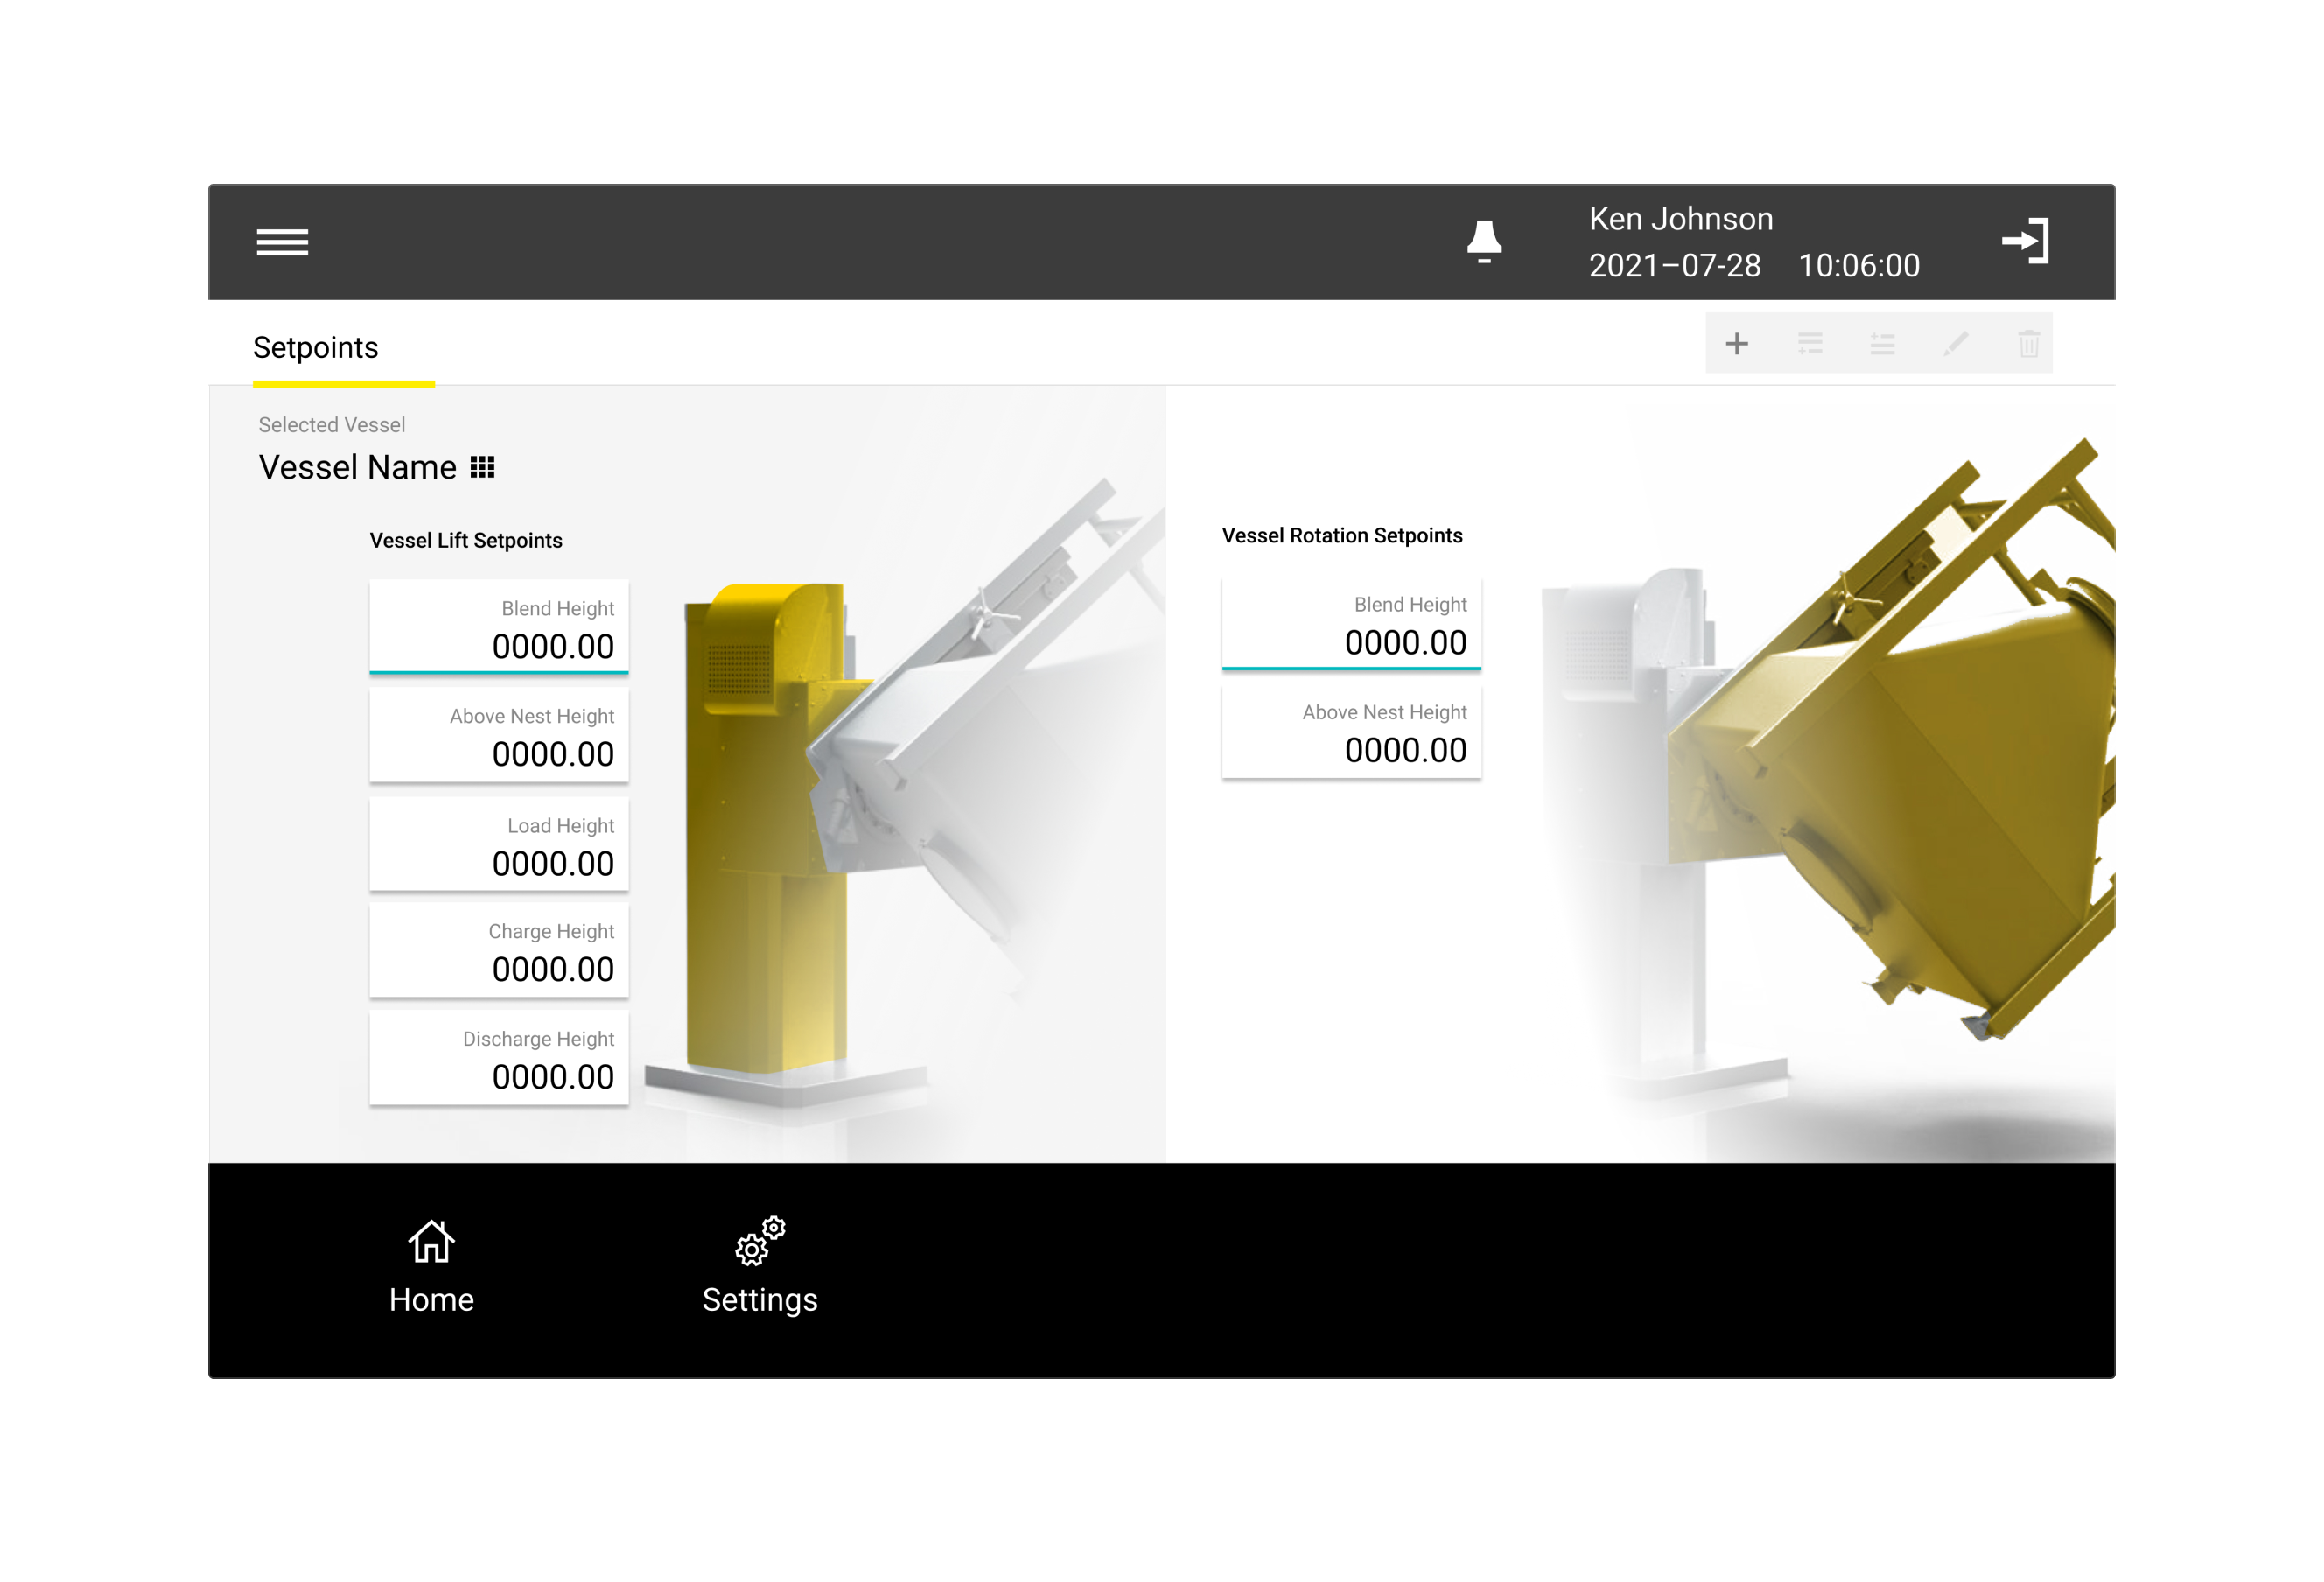 Ken Johnson
2021–07-28 10:06:00
Setpoints
Selected Vessel
Vessel Name
Vessel Lift Setpoints
Blend Height
0000.00
Above Nest Height
0000.00
Load Height
0000.00
Charge Height
0000.00
Discharge Height
0000.00
Vessel Rotation Setpoints
Blend Height
0000.00
Above Nest Height
0000.00
Home
Settings